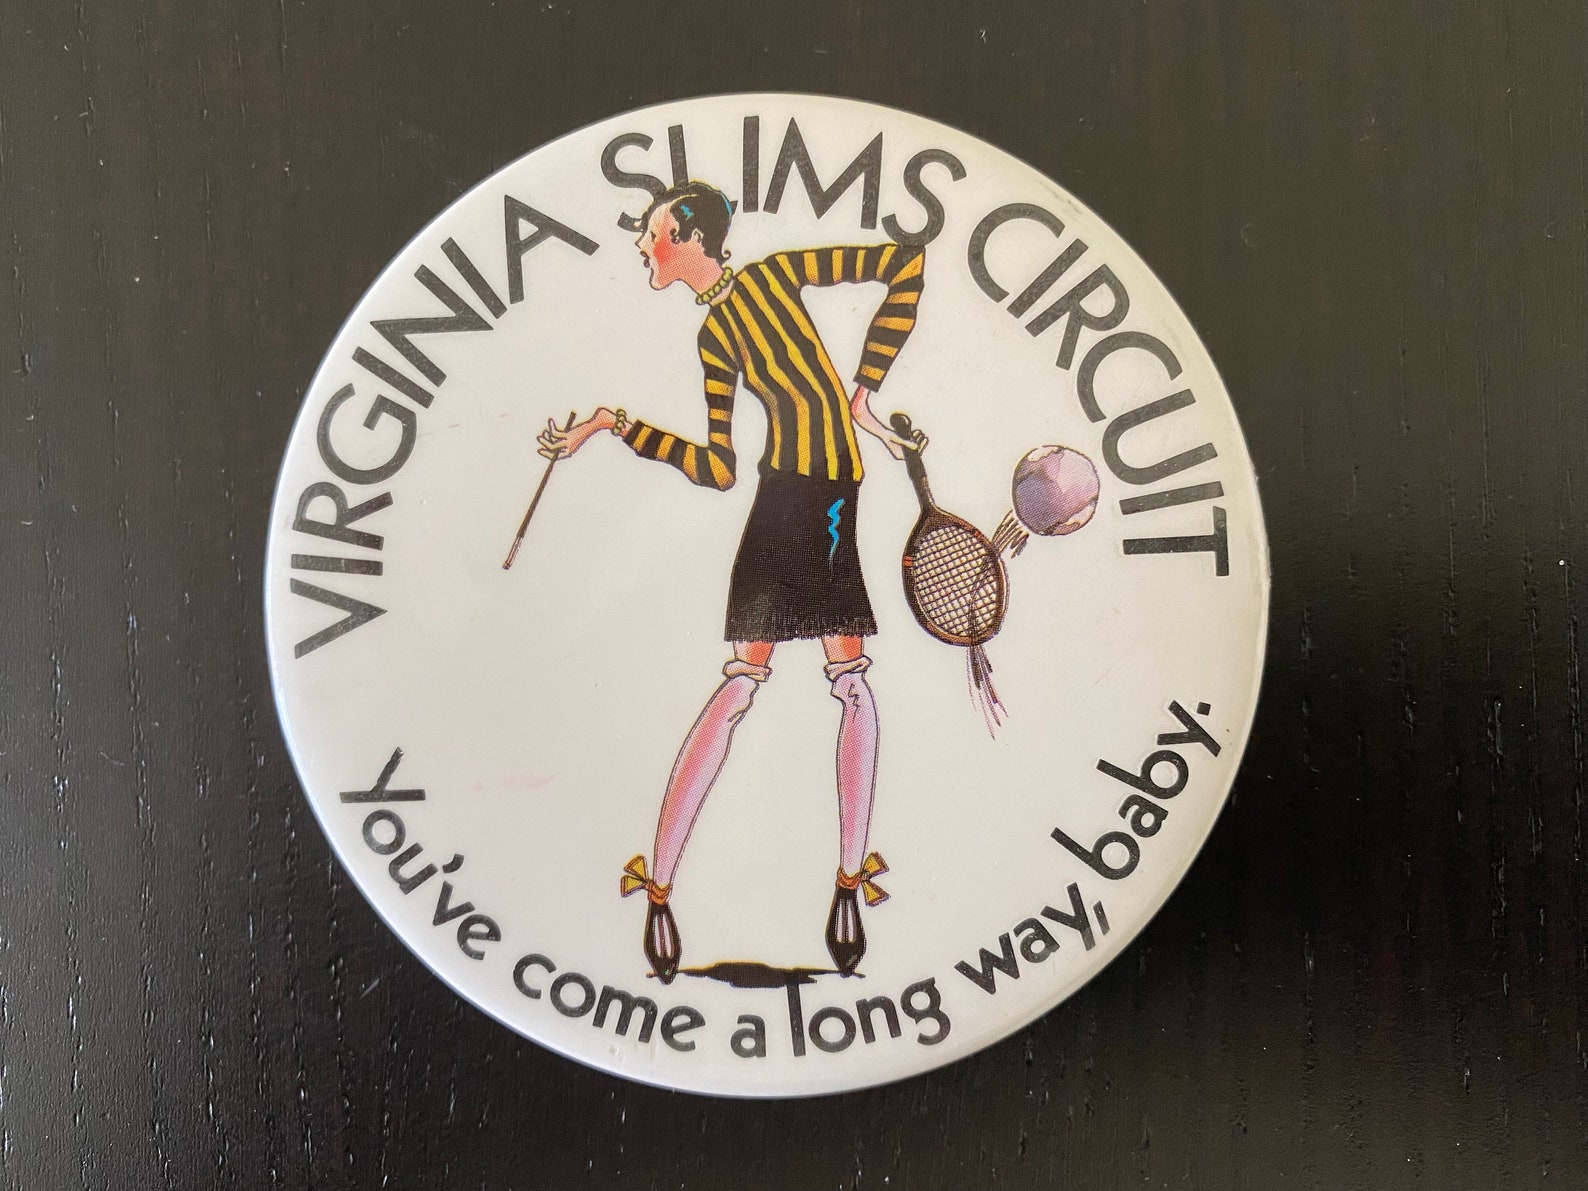 VIRGINIA SLIMS CIRCUIT
You've come a long way, baby.